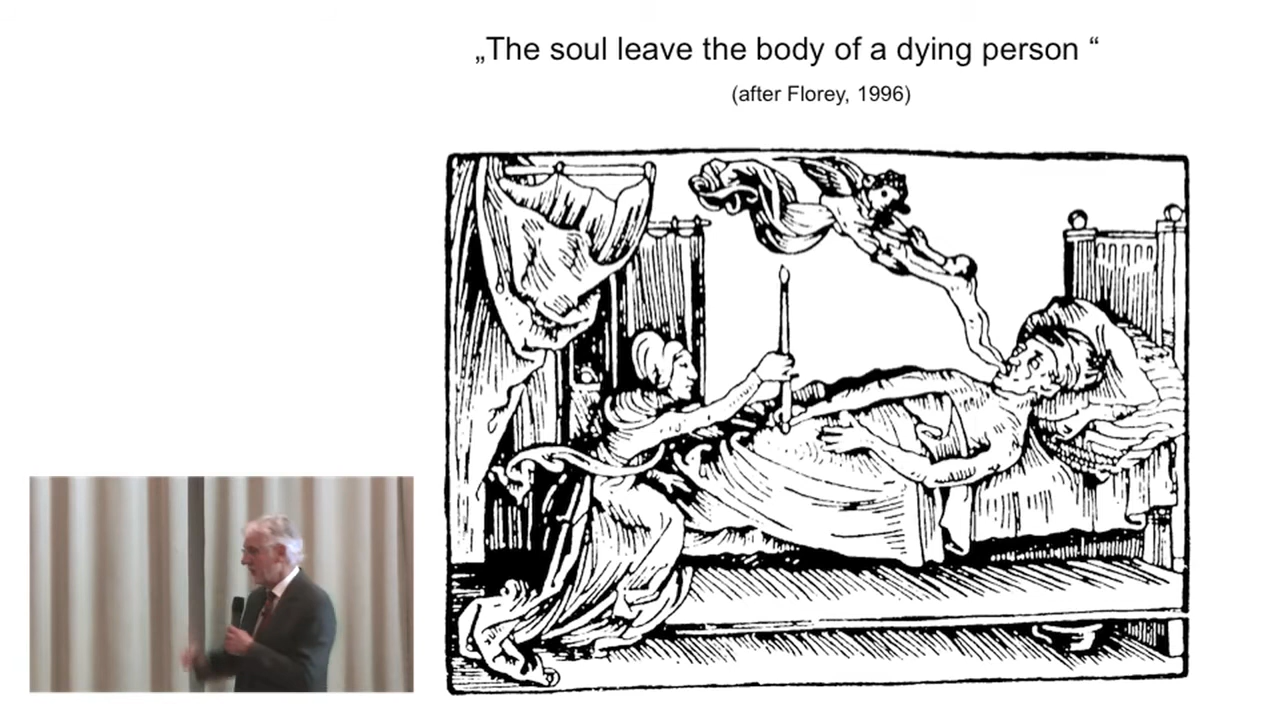 „The soul leave the body of a dying person “
(after Florey, 1996)